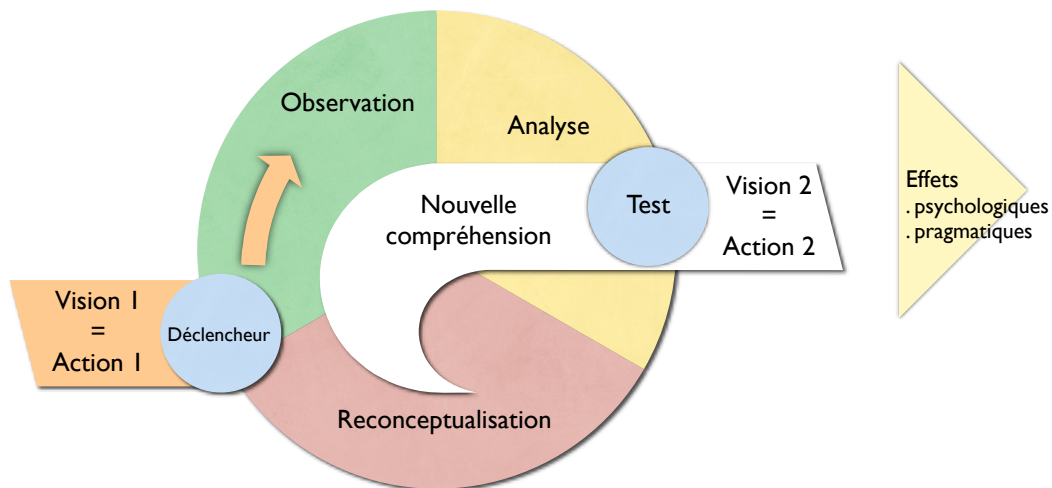 Observation
Analyse
Nouvelle
compréhension
Test
Vision 2
=
Action 2
Effets
. psychologiques
. pragmatiques
Vision 1
=
Action 1
Déclencheur
Reconceptualisation